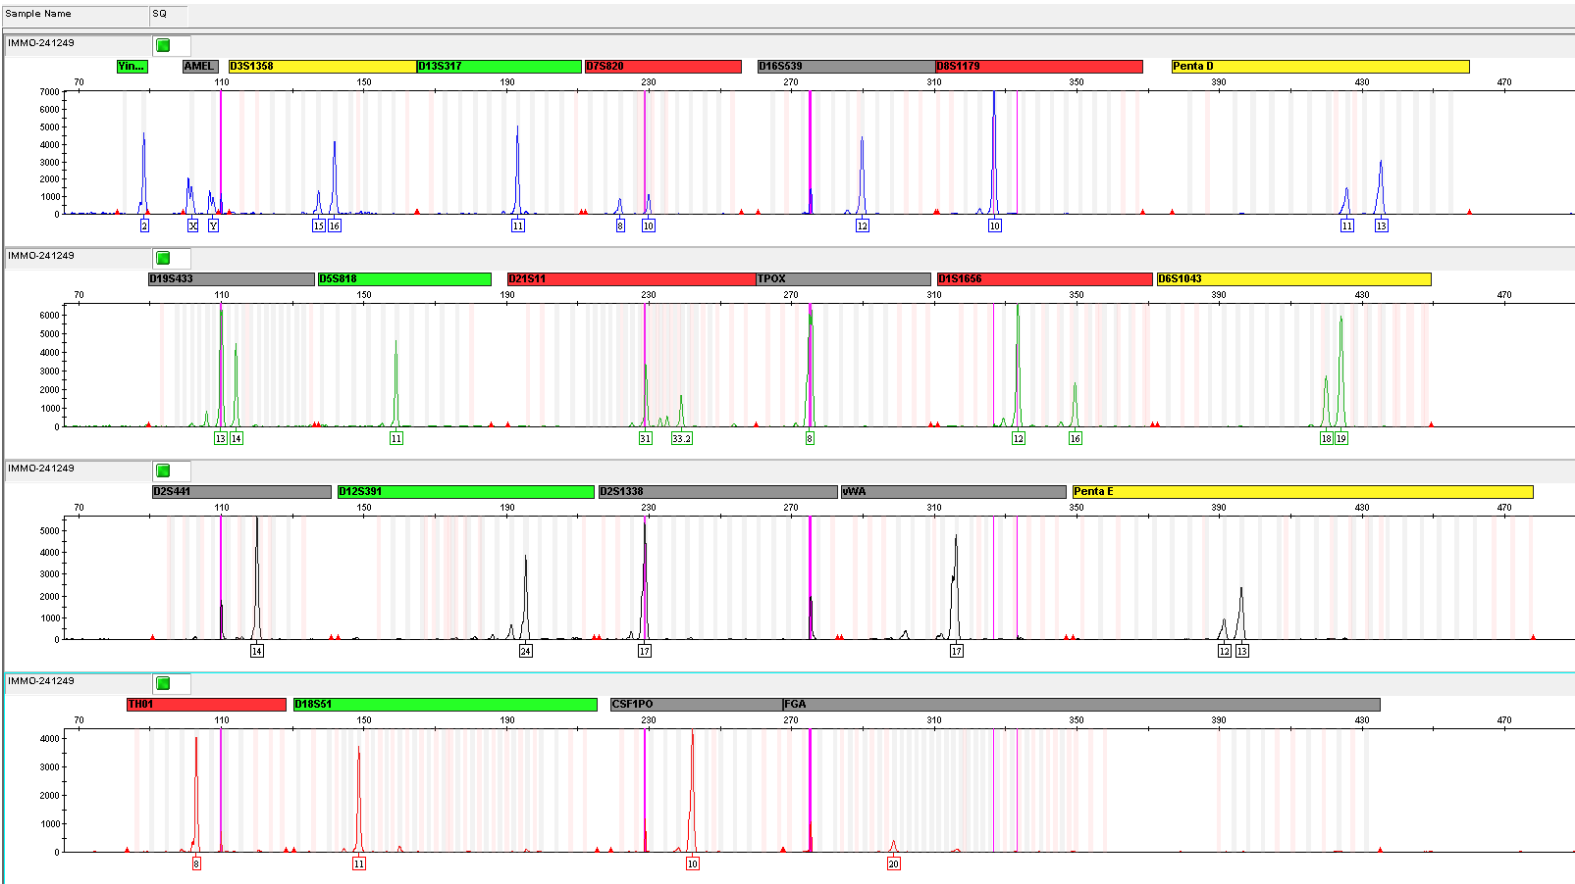 Sample Name SQ
IMMO-241249
Yin... AMEL D3S1358 D13S317 D7S820 D16S539 D8S1179 Penta D
70 110 150 190 230 270 310 350 390 430 470
7000
6000
5000
4000
3000
2000
1000
0
2 X Y 15 16 11 8 10 12 10 11 13
IMMO-241249
D19S433 D5S818 D21S11 TPOX D1S1656 D6S1043
70 110 150 190 230 270 310 350 390 430 470
6000
5000
4000
3000
2000
1000
0
13 14 11 31 33.2 8 12 16 18 19
IMMO-241249
D2S441 D12S391 D2S1338 vWA Penta E
70 110 150 190 230 270 310 350 390 430 470
5000
4000
3000
2000
1000
0
14 24 17 17 12 13
IMMO-241249
TH01 D18S51 CSF1PO FGA
70 110 150 190 230 270 310 350 390 430 470
4000
3000
2000
1000
0
8 11 10 20